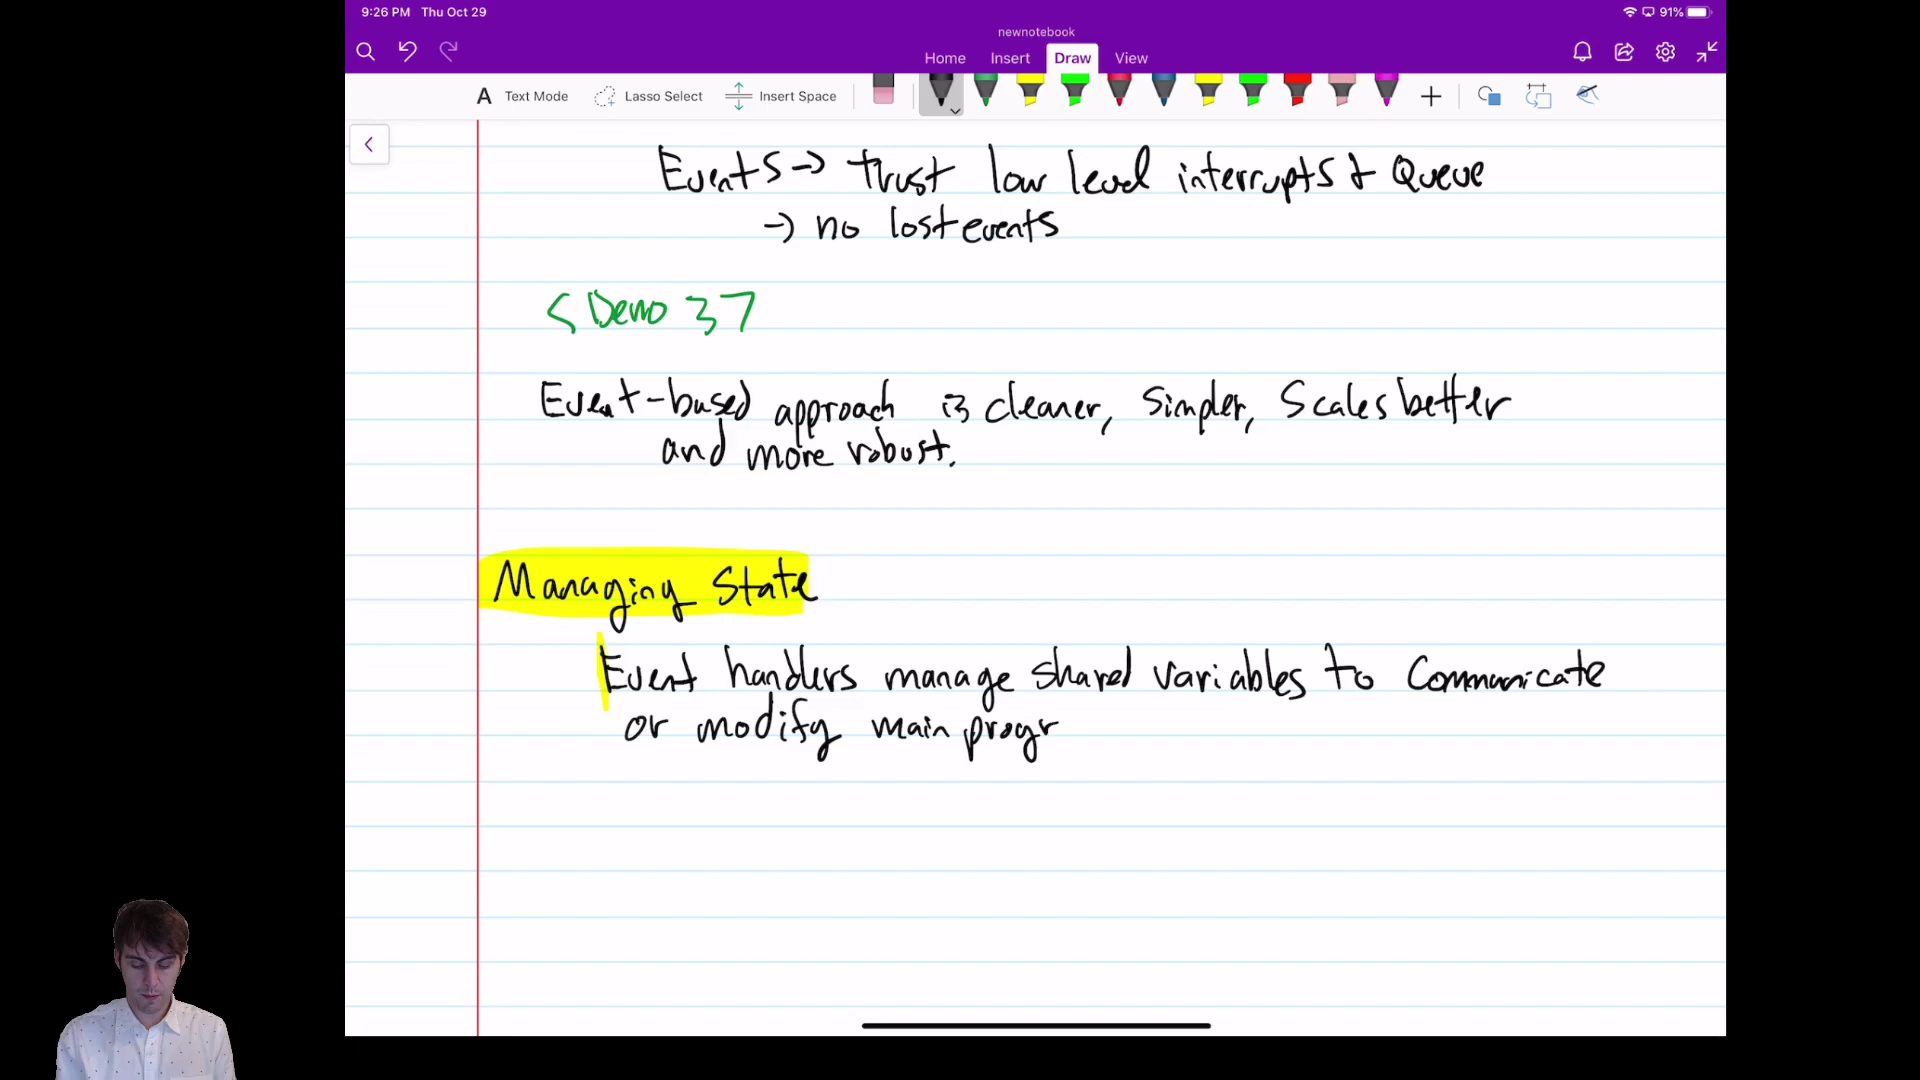 9:26 PM Thu Oct 29
91%
newnotebook
Home Insert Draw View
A Text Mode Lasso Select Insert Space
Events → trust low level interrupts & Queue
→ no lost events
<Demo 3>
Event-based approach is cleaner, simpler, scales better
and more robust.
Managing State
Event handlers manage shared variables to communicate
or modify main progr